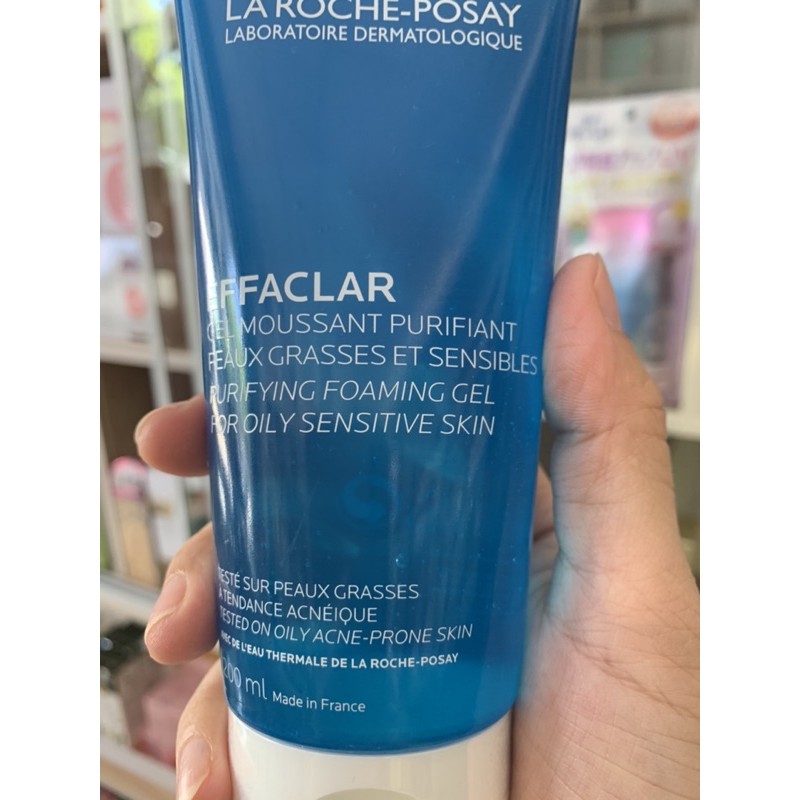 LA ROCHE-POSAY
LABORATOIRE DERMATOLOGIQUE
EFFACLAR
GEL MOUSSANT PURIFIANT
PEAUX GRASSES ET SENSIBLES
PURIFYING FOAMING GEL
FOR OILY SENSITIVE SKIN
TESTÉ SUR PEAUX GRASSES
À TENDANCE ACNÉIQUE
TESTED ON OILY ACNE-PRONE SKIN
AVEC DE L'EAU THERMALE DE LA ROCHE-POSAY
200 ml Made in France